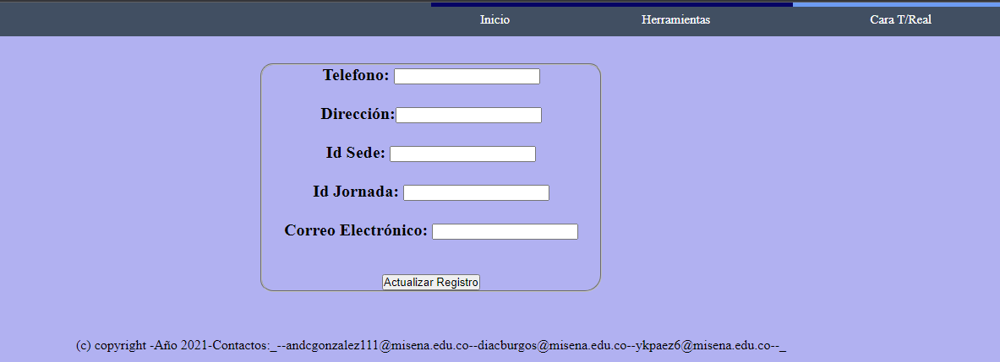 Inicio Herramientas Cara T/Real
Telefono:
Dirección:
Id Sede:
Id Jornada:
Correo Electrónico:
Actualizar Registro
(c) copyright -Año 2021-Contactos:_--andcgonzalez111@misena.edu.co--diacburgos@misena.edu.co--ykpaez6@misena.edu.co--_